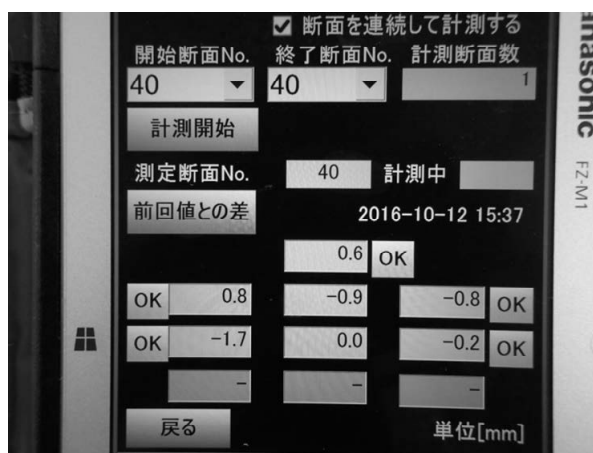 ☑ 断面を連続して計測する
開始断面No. 終了断面No. 計測断面数
40 40 1
計測開始
測定断面No. 40 計測中
前回値との差 2016-10-12 15:37
0.6 OK
OK 0.8 -0.9 -0.8 OK
OK -1.7 0.0 -0.2 OK
- - -
戻る 単位[mm]
Panasonic
FZ-M1